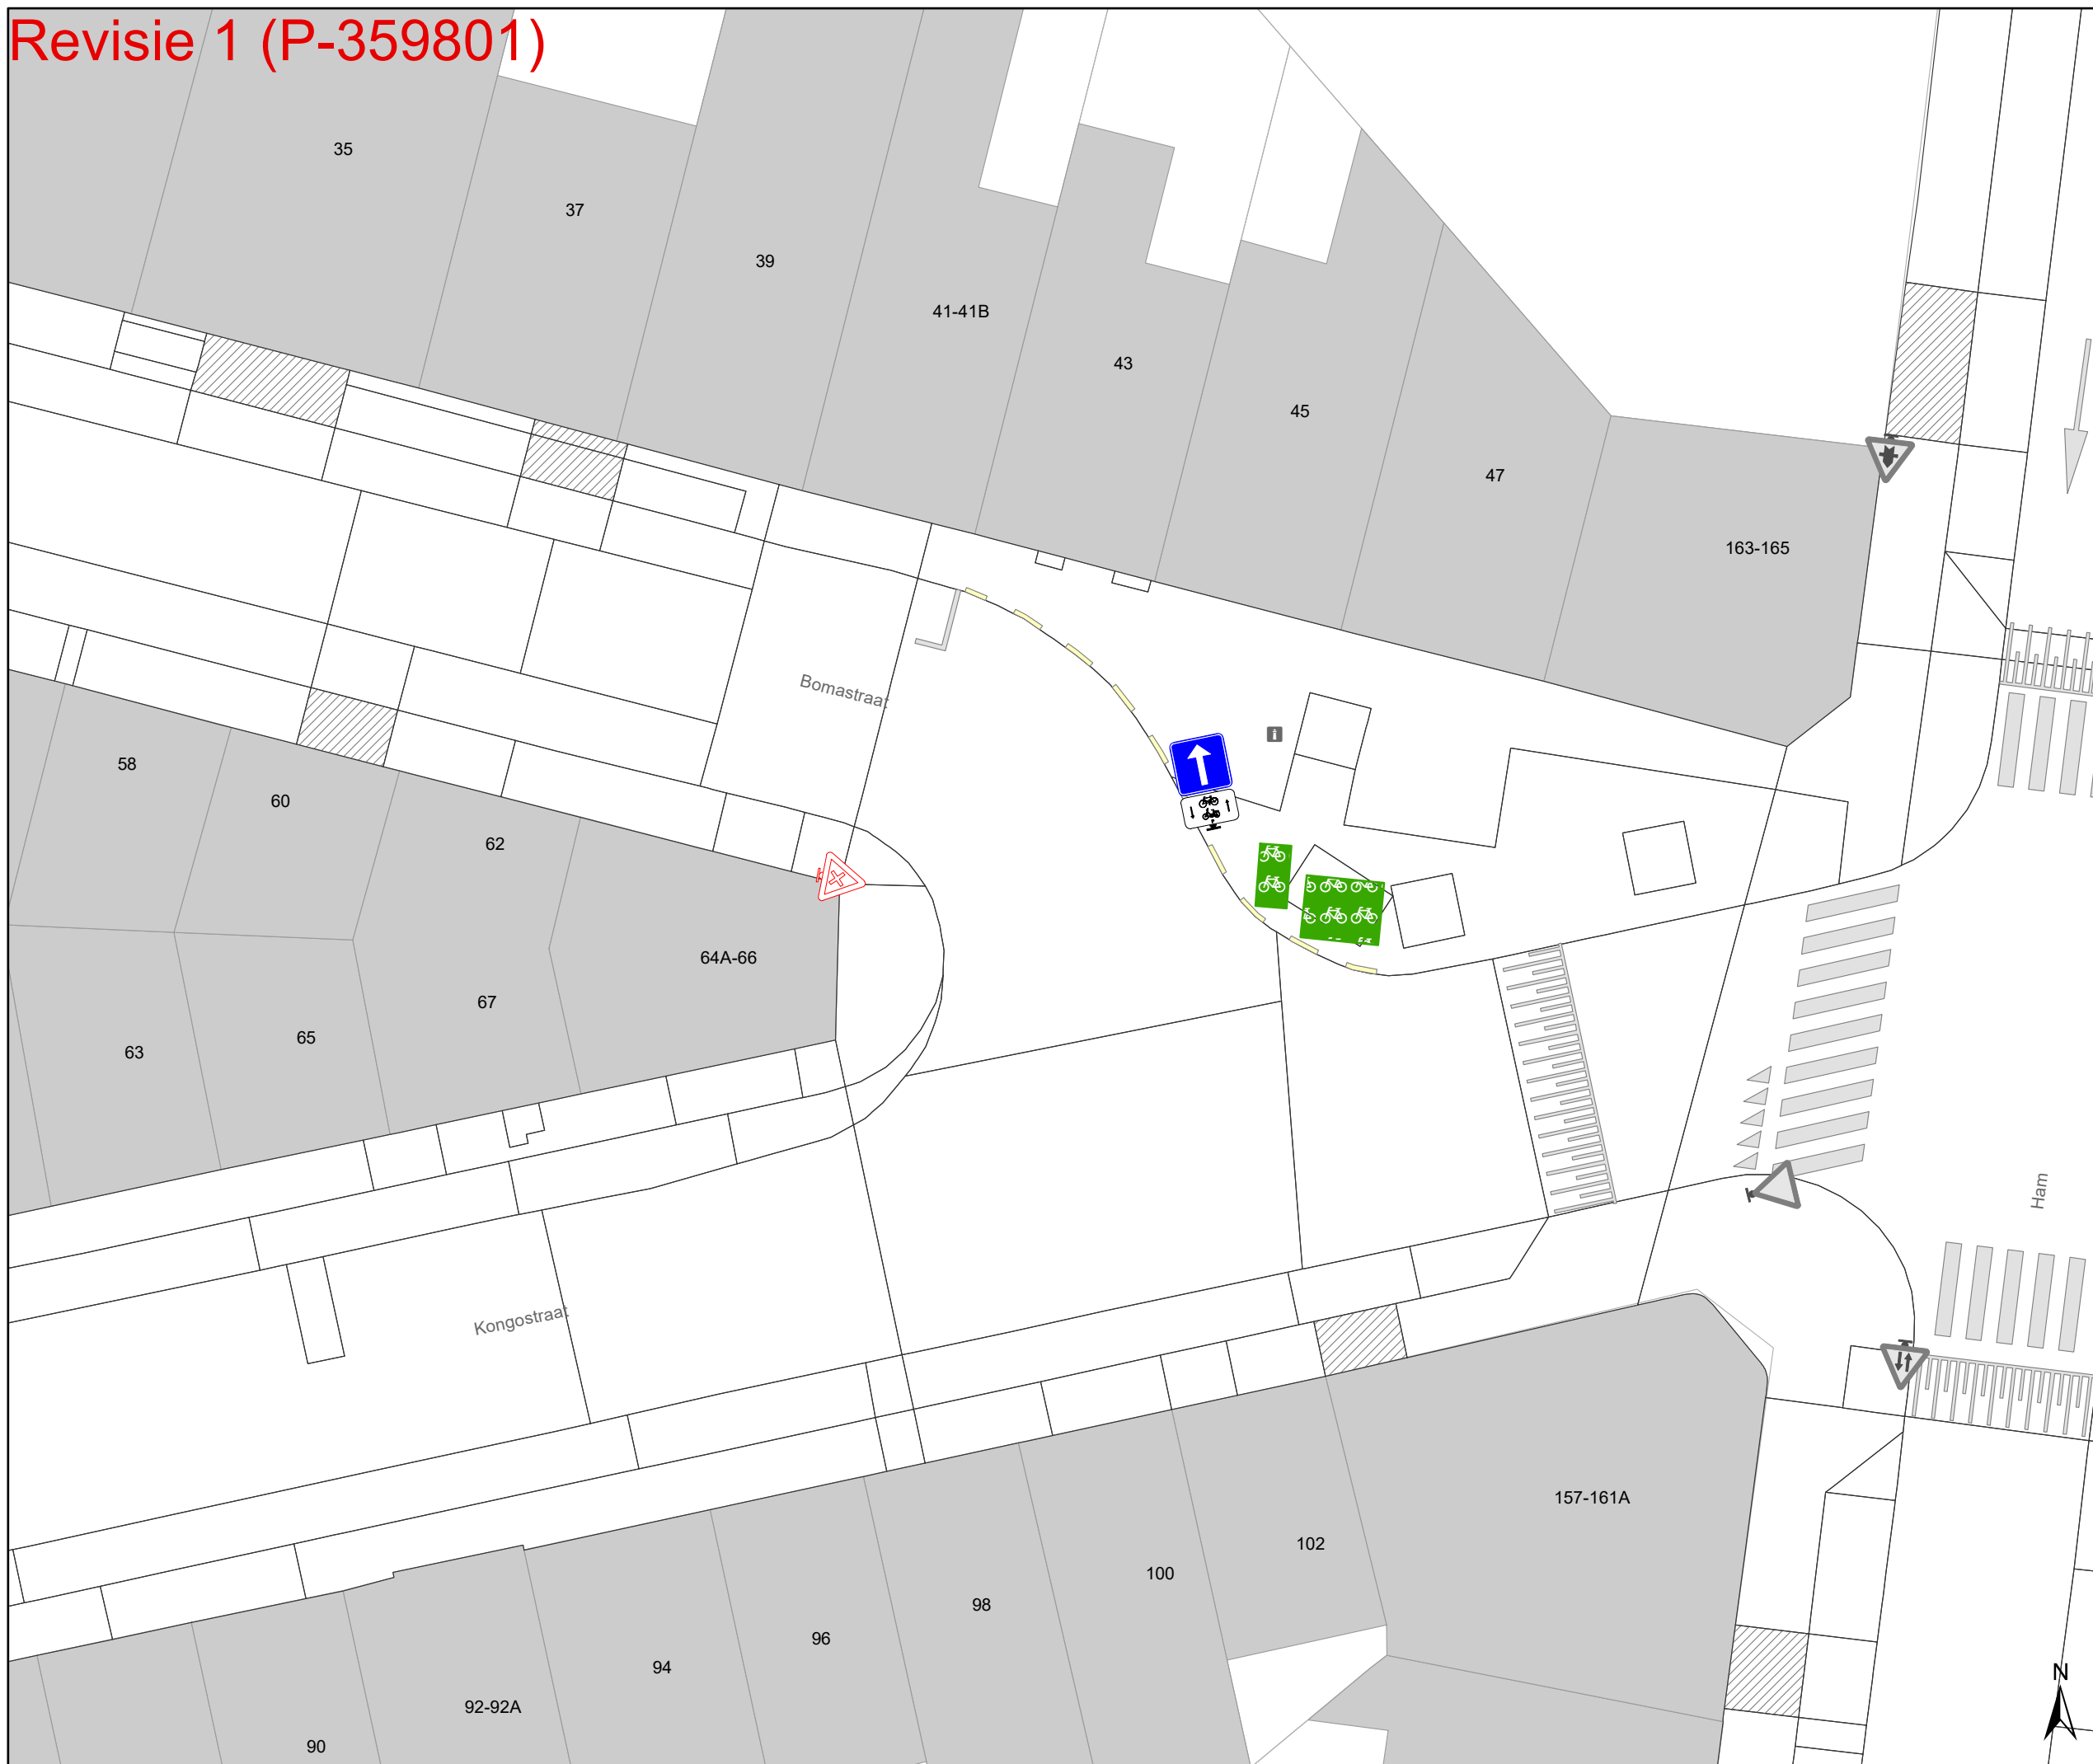 Revisie 1 (P-359801)
35
37
39
41-41B
43
45
47
163-165
Bomastraat
i
58
60
62
64A-66
67
65
63
Ham
Kongostraat
157-161A
102
100
98
96
94
92-92A
90
N